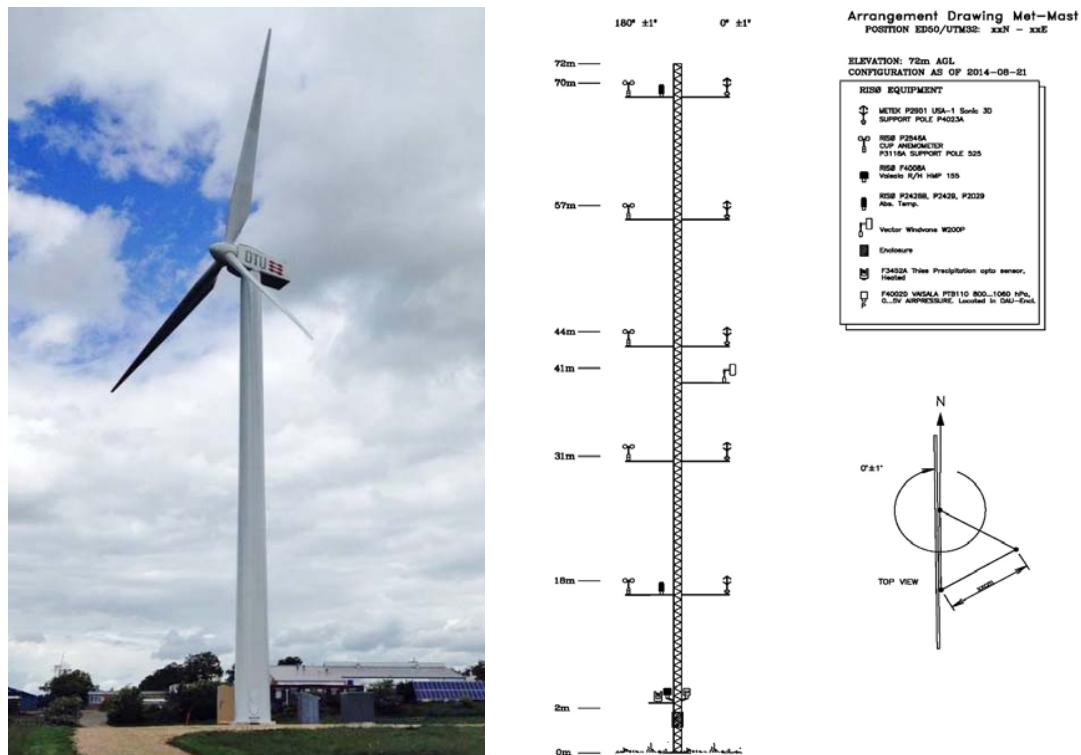 DTU
180° ±1°
0° ±1°
72m
70m
57m
44m
41m
31m
18m
2m
0m
Arrangement Drawing Met-Mast
POSITION ED50/UTM32: xxN - xxE
ELEVATION: 72m AGL
CONFIGURATION AS OF 2014-08-21
RISØ EQUIPMENT
METEK P2901 USA-1 Sonic 3D
SUPPORT POLE P4023A
RISØ P2546A
CUP ANEMOMETER
P3118A SUPPORT POLE 525
RISØ F4008A
Vaisala R/H HMP 155
RISØ P2428B, P2429, P2029
Abs. Temp.
Vector Windvane W200P
Enclosure
F3452A Thies Precipitation opto sensor,
Heated
F4002D VAISALA PTB110 800...1060 hPa,
0...5V AIRPRESSURE. Located in DAU-Encl.
N
0°±1°
TOP VIEW